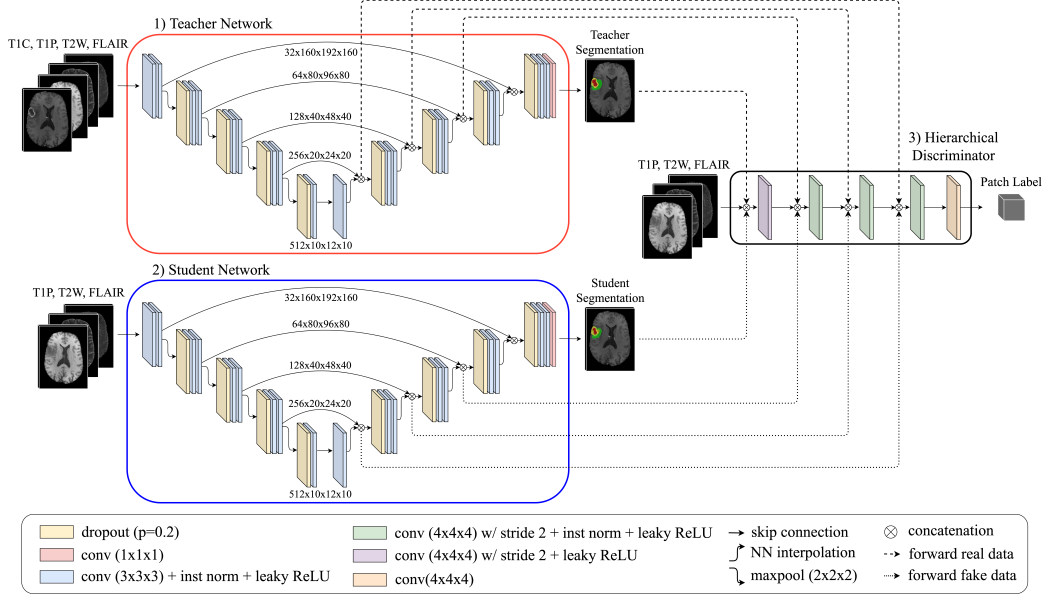 1) Teacher Network
T1C, T1P, T2W, FLAIR
32x160x192x160
64x80x96x80
128x40x48x40
256x20x24x20
512x10x12x10
Teacher
Segmentation
3) Hierarchical
Discriminator
T1P, T2W, FLAIR
Patch Label
2) Student Network
T1P, T2W, FLAIR
32x160x192x160
64x80x96x80
128x40x48x40
256x20x24x20
512x10x12x10
Student
Segmentation
dropout (p=0.2)
conv (1x1x1)
conv (3x3x3) + inst norm + leaky ReLU
conv (4x4x4) w/ stride 2 + inst norm + leaky ReLU
conv (4x4x4) w/ stride 2 + leaky ReLU
conv(4x4x4)
skip connection
NN interpolation
maxpool (2x2x2)
concatenation
forward real data
forward fake data